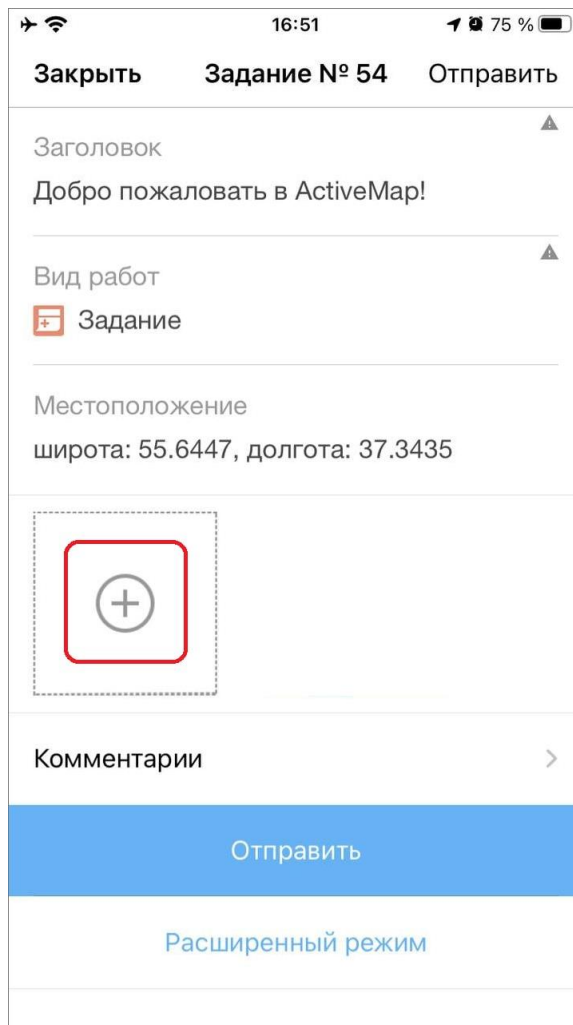 16:51 75 %
Закрыть Задание № 54 Отправить
Заголовок
Добро пожаловать в ActiveMap!
Вид работ
Задание
Местоположение
широта: 55.6447, долгота: 37.3435
Комментарии
Отправить
Расширенный режим